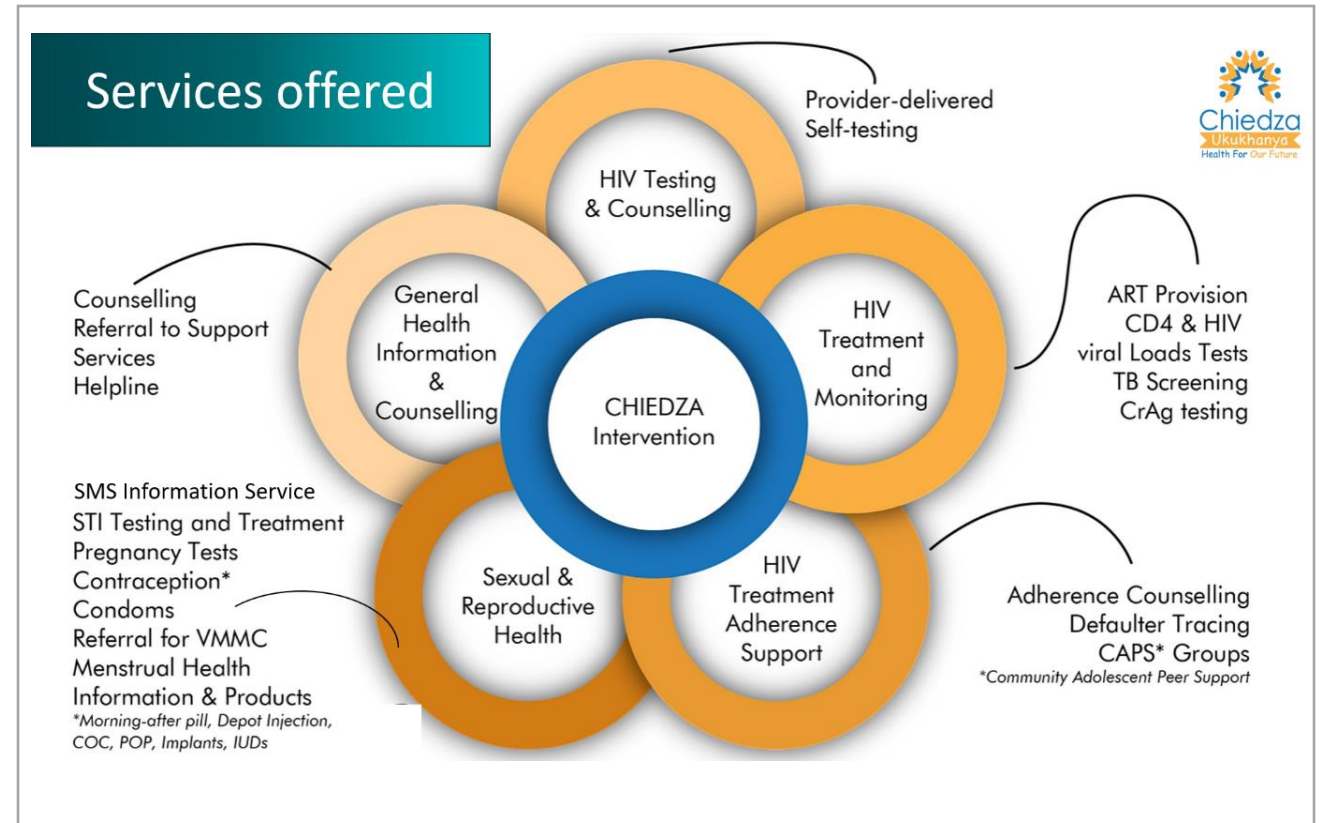 Services offered
Chiedza
Ukukhanya
Health For Our Future
Provider-delivered
Self-testing
HIV Testing
& Counselling
Counselling
Referral to Support
Services
Helpline
General
Health
Information
&
Counselling
HIV
Treatment
and
Monitoring
ART Provision
CD4 & HIV
viral Loads Tests
TB Screening
CrAg testing
CHIEDZA
Intervention
SMS Information Service
STI Testing and Treatment
Pregnancy Tests
Contraception*
Condoms
Referral for VMMC
Menstrual Health
Information & Products
*Morning-after pill, Depot Injection,
COC, POP, Implants, IUDs
Sexual &
Reproductive
Health
HIV
Treatment
Adherence
Support
Adherence Counselling
Defaulter Tracing
CAPS* Groups
*Community Adolescent Peer Support